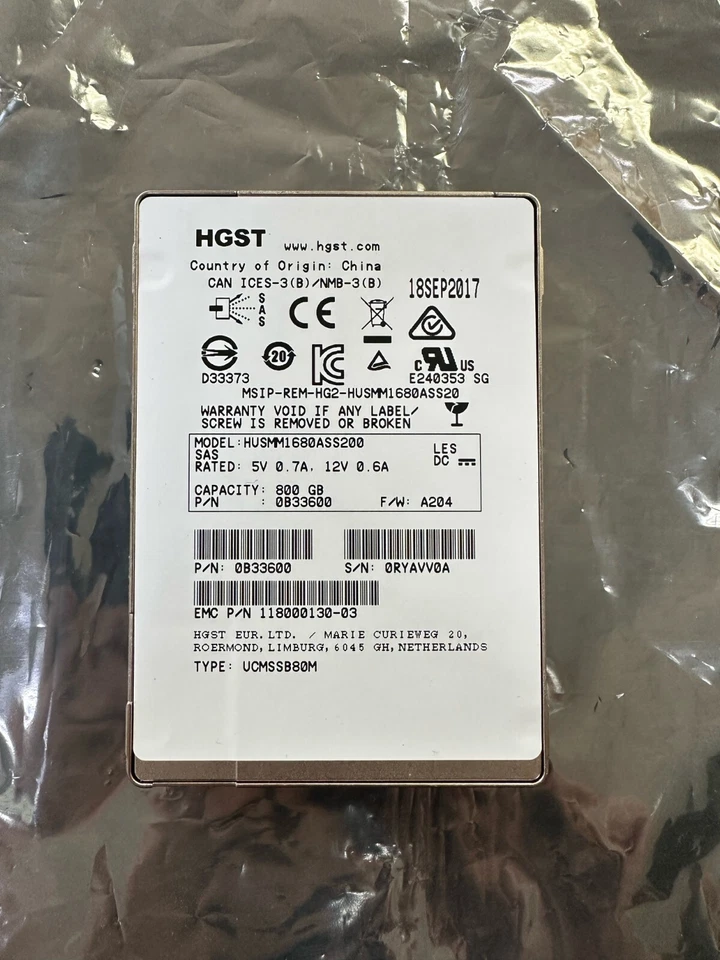 HGST www.hgst.com
Country of Origin: China
CAN ICES-3(B)/NMB-3(B)
18SEP2017
SAS
CE
20
D33373
c RU US
E240353 SG
MSIP-REM-HG2-HUSMM1680ASS20
WARRANTY VOID IF ANY LABEL/
SCREW IS REMOVED OR BROKEN
MODEL:HUSMM1680ASS200
SAS
LES
RATED: 5V 0.7A, 12V 0.6A
DC
CAPACITY: 800 GB
P/N : 0B33600 F/W: A204
P/N: 0B33600 S/N: 0RYAVV0A
EMC P/N 118000130-03
HGST EUR.LTD. / MARIE CURIEWEG 20,
ROERMOND, LIMBURG, 6045 GH, NETHERLANDS
TYPE: UCMSSB80M